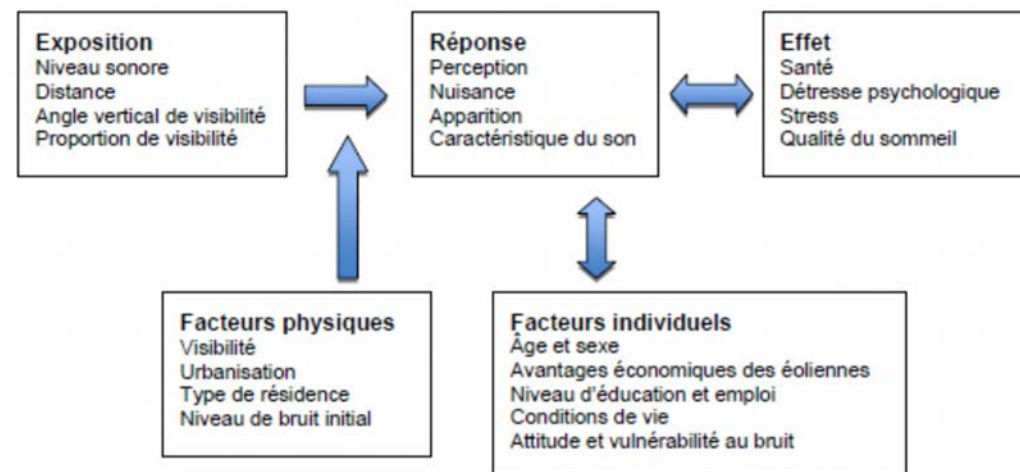 Exposition
Niveau sonore
Distance
Angle vertical de visibilité
Proportion de visibilité
Réponse
Perception
Nuisance
Apparition
Caractéristique du son
Effet
Santé
Détresse psychologique
Stress
Qualité du sommeil
Facteurs physiques
Visibilité
Urbanisation
Type de résidence
Niveau de bruit initial
Facteurs individuels
Âge et sexe
Avantages économiques des éoliennes
Niveau d'éducation et emploi
Conditions de vie
Attitude et vulnérabilité au bruit